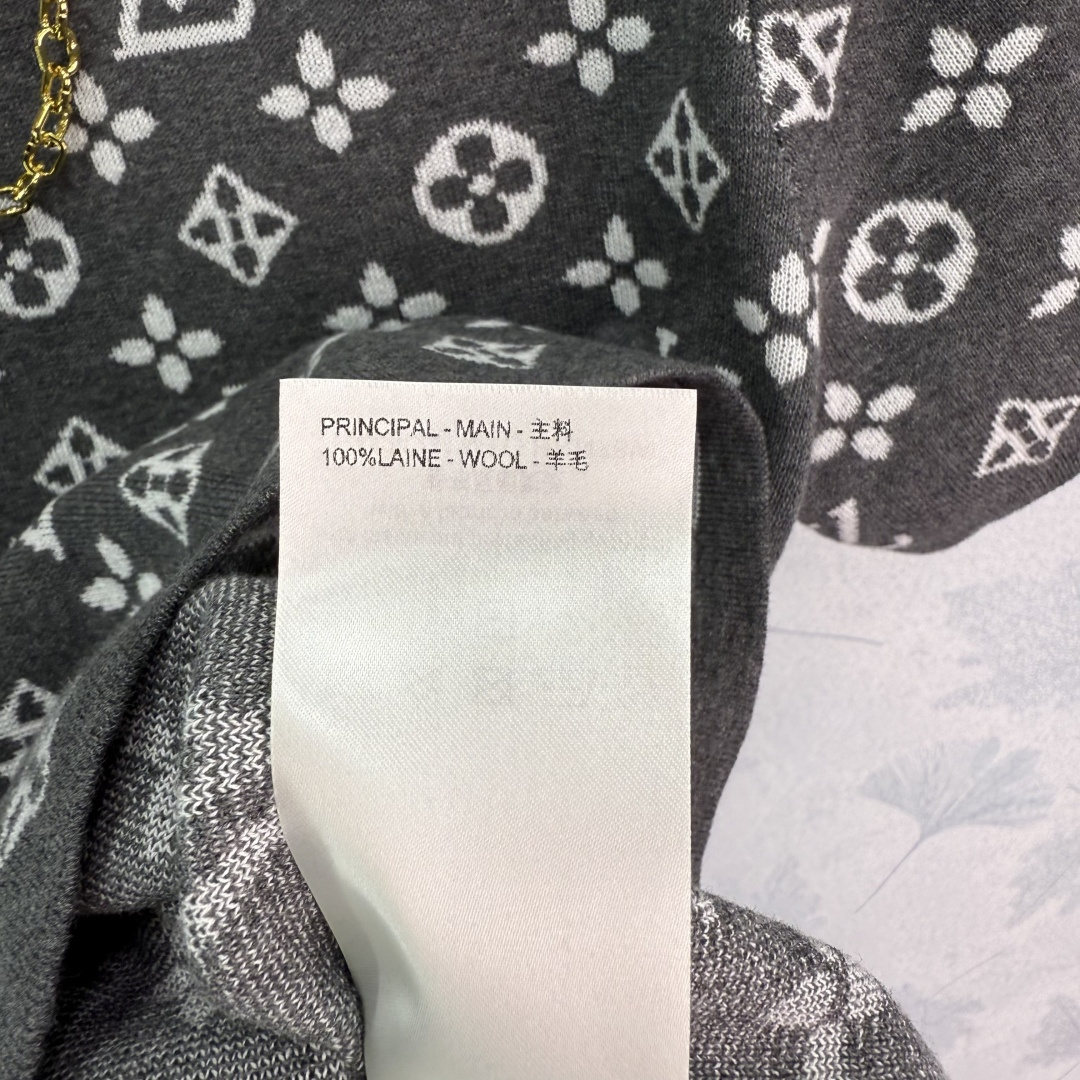 PRINCIPAL - MAIN - 主料
100%LAINE - WOOL - 羊毛